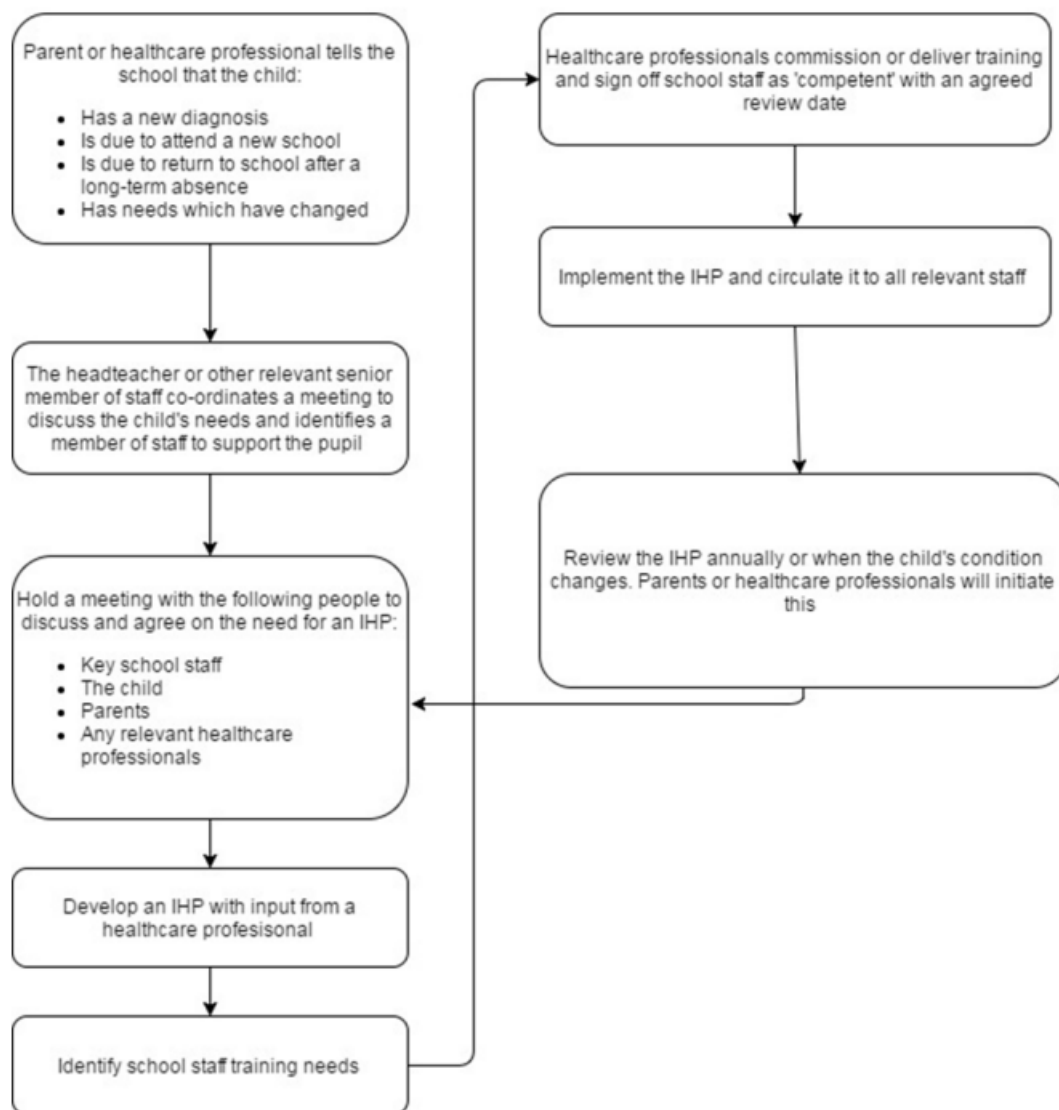 Parent or healthcare professional tells the
school that the child:
• Has a new diagnosis
• Is due to attend a new school
• Is due to return to school after a
long-term absence
• Has needs which have changed
The headteacher or other relevant senior
member of staff co-ordinates a meeting to
discuss the child's needs and identifies a
member of staff to support the pupil
Hold a meeting with the following people to
discuss and agree on the need for an IHP:
• Key school staff
• The child
• Parents
• Any relevant healthcare
professionals
Develop an IHP with input from a
healthcare profesisonal
Identify school staff training needs
Healthcare professionals commission or deliver training
and sign off school staff as 'competent' with an agreed
review date
Implement the IHP and circulate it to all relevant staff
Review the IHP annually or when the child's condition
changes. Parents or healthcare professionals will initiate
this